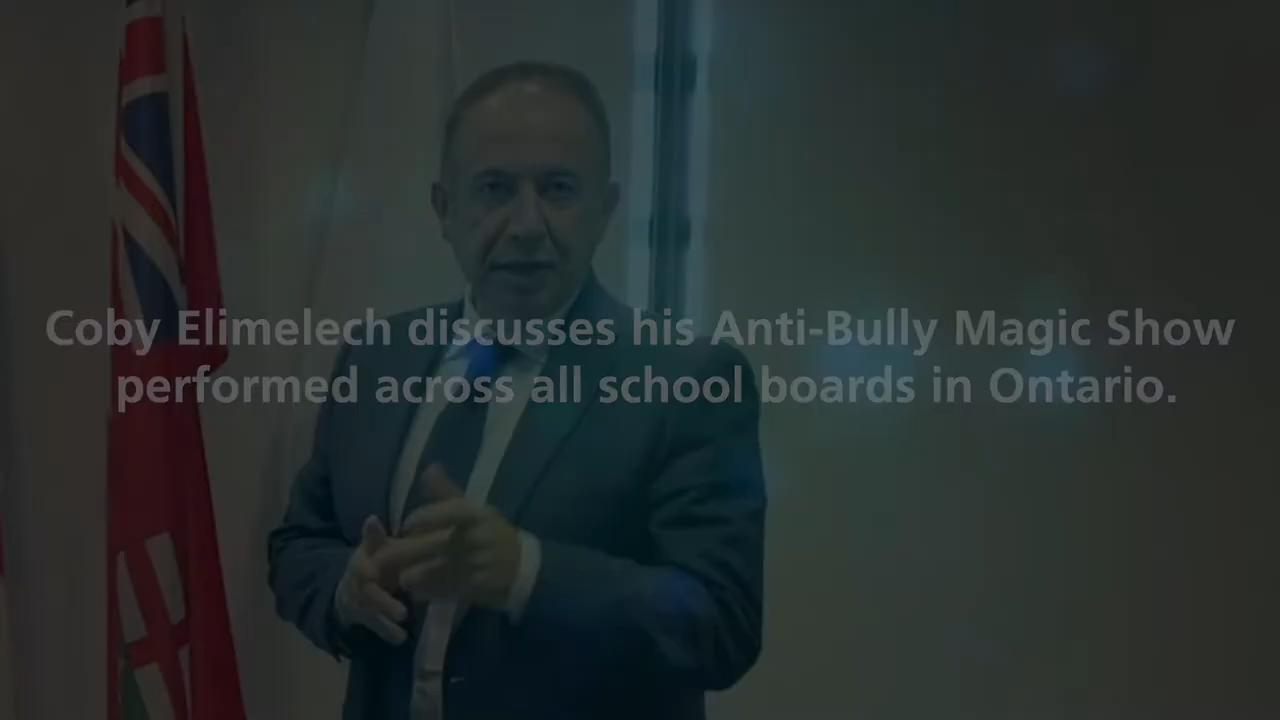 Coby Elimelech discusses his Anti-Bully Magic Show
performed across all school boards in Ontario.